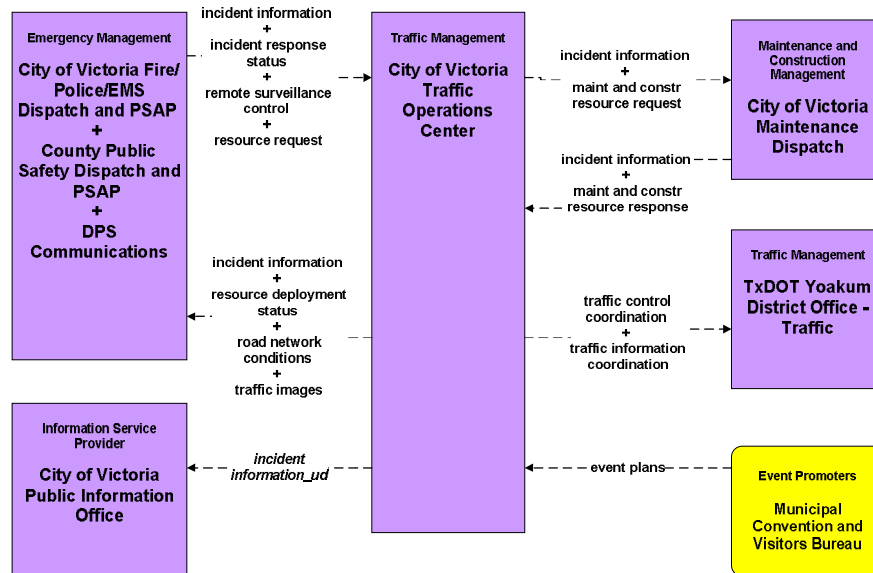 Emergency Management
City of Victoria Fire/
Police/EMS
Dispatch and PSAP
+
County Public
Safety Dispatch and
PSAP
+
DPS
Communications
incident information
+
incident response
status
+
remote surveillance
control
+
resource request
Traffic Management
City of Victoria
Traffic
Operations
Center
incident information
+
maint and constr
resource request
Maintenance and
Construction
Management
City of Victoria
Maintenance
Dispatch
incident information
+
maint and constr
resource response
incident information
+
resource deployment
status
+
road network
conditions
+
traffic images
traffic control
coordination
+
traffic information
coordination
Traffic Management
TxDOT Yoakum
District Office -
Traffic
Information Service
Provider
City of Victoria
Public Information
Office
incident
information_ud
event plans
Event Promoters
Municipal
Convention and
Visitors Bureau